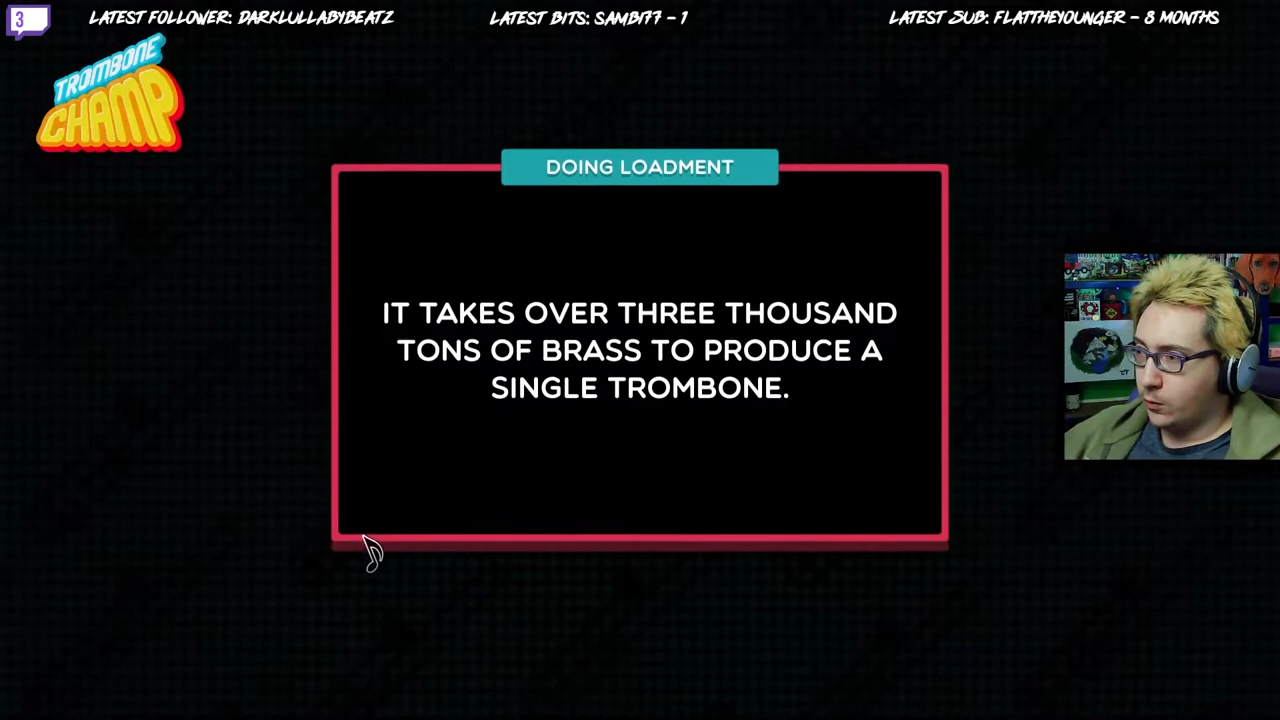 3
LATEST FOLLOWER: DARKLULLABYBEATZ
LATEST BITS: SAMBI77 - 1
LATEST SUB: FLATTHEYOUNGER - 8 MONTHS
TROMBONE
CHAMP
DOING LOADMENT
IT TAKES OVER THREE THOUSAND
TONS OF BRASS TO PRODUCE A
SINGLE TROMBONE.